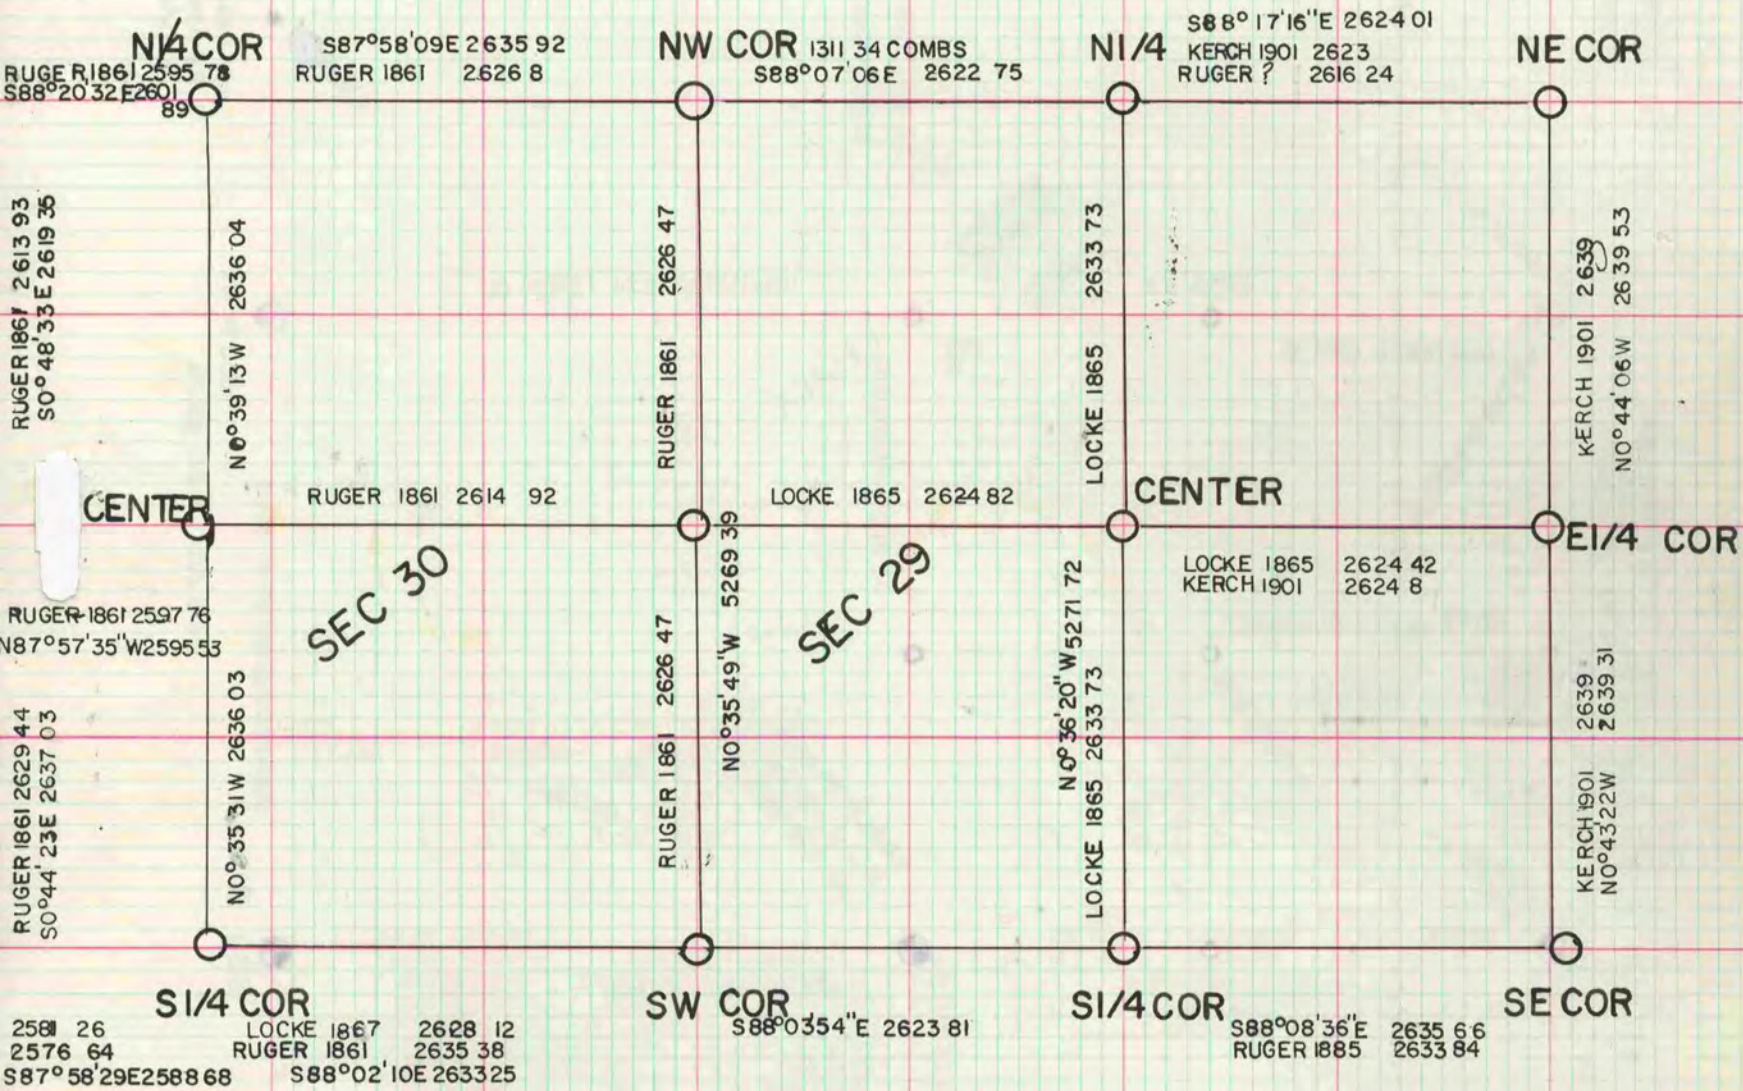 N1/4 COR
S87°58'09E 2635 92
RUGER 1861 2626 8
RUGER 1861 2595 78
S88°20'32 E 2601
89
NW COR
1311 34 COMBS
S88°07'06E 2622 75
N1/4
S88°17'16"E 2624 01
KERCH 1901 2623
RUGER ? 2616 24
NE COR
RUGER 1861 2613 93
S0°48'33 E 2619 35
N0°39'13W 2636 04
RUGER 1861 2626 47
LOCKE 1865 2633 73
KERCH 1901 2639
N0°44'06W 2639 53
CENTER
RUGER 1861 2614 92
LOCKE 1865 2624 82
CENTER
E1/4 COR
LOCKE 1865 2624 42
KERCH 1901 2624 8
SEC 30
SEC 29
RUGER 1861 2597 76
N87°57'35"W2595 53
RUGER 1861 2629 44
S0°44'23E 2637 03
N0°35 31W 2636 03
RUGER 1861 2626 47
N0°35'49"W 5269 39
N0°36'20"W 5271 72
LOCKE 1865 2633 73
KERCH 1901 2639
N0°43'22W 2639 31
S1/4 COR
SW COR
S1/4 COR
SE COR
2581 26
2576 64
S87°58'29E2588 68
LOCKE 1867 2628 12
RUGER 1861 2635 38
S88°02'10E 2633 25
S88°03 54"E 2623 81
S88°08'36"E 2635 66
RUGER 1885 2633 84